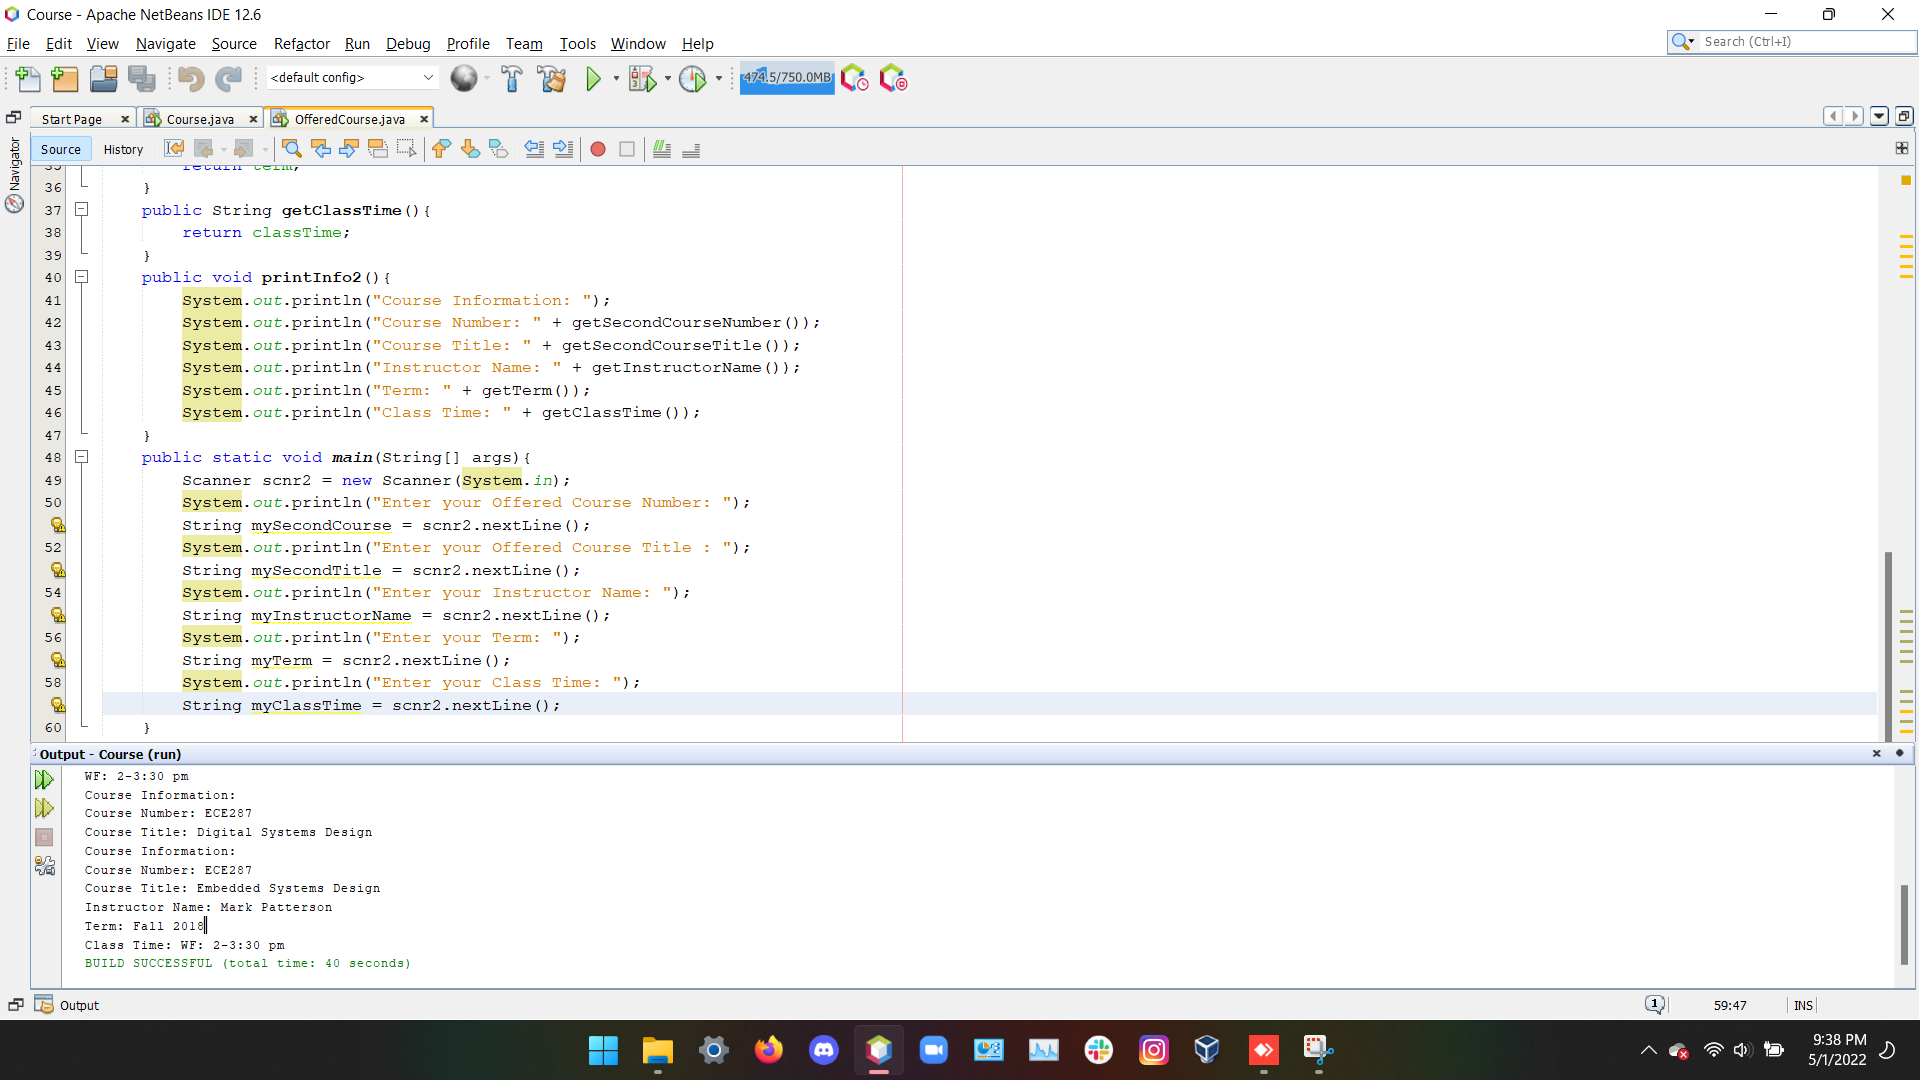 Course - Apache NetBeans IDE 12.6
File Edit View Navigate Source Refactor Run Debug Profile Team Tools Window Help
Search (Ctrl+I)
<default config>
474.5/750.0MB
Start Page
Course.java
OfferedCourse.java
Navigator
Source
History
35 return term;
36 }
37 public String getClassTime(){
38 return classTime;
39 }
40 public void printInfo2(){
41 System.out.println("Course Information: ");
42 System.out.println("Course Number: " + getSecondCourseNumber());
43 System.out.println("Course Title: " + getSecondCourseTitle());
44 System.out.println("Instructor Name: " + getInstructorName());
45 System.out.println("Term: " + getTerm());
46 System.out.println("Class Time: " + getClassTime());
47 }
48 public static void main(String[] args){
49 Scanner scnr2 = new Scanner(System.in);
50 System.out.println("Enter your Offered Course Number: ");
String mySecondCourse = scnr2.nextLine();
52 System.out.println("Enter your Offered Course Title : ");
String mySecondTitle = scnr2.nextLine();
54 System.out.println("Enter your Instructor Name: ");
String myInstructorName = scnr2.nextLine();
56 System.out.println("Enter your Term: ");
String myTerm = scnr2.nextLine();
58 System.out.println("Enter your Class Time: ");
String myClassTime = scnr2.nextLine();
60 }
Output - Course (run)
WF: 2-3:30 pm
Course Information:
Course Number: ECE287
Course Title: Digital Systems Design
Course Information:
Course Number: ECE287
Course Title: Embedded Systems Design
Instructor Name: Mark Patterson
Term: Fall 2018
Class Time: WF: 2-3:30 pm
BUILD SUCCESSFUL (total time: 40 seconds)
Output
1
59:47
INS
9:38 PM
5/1/2022